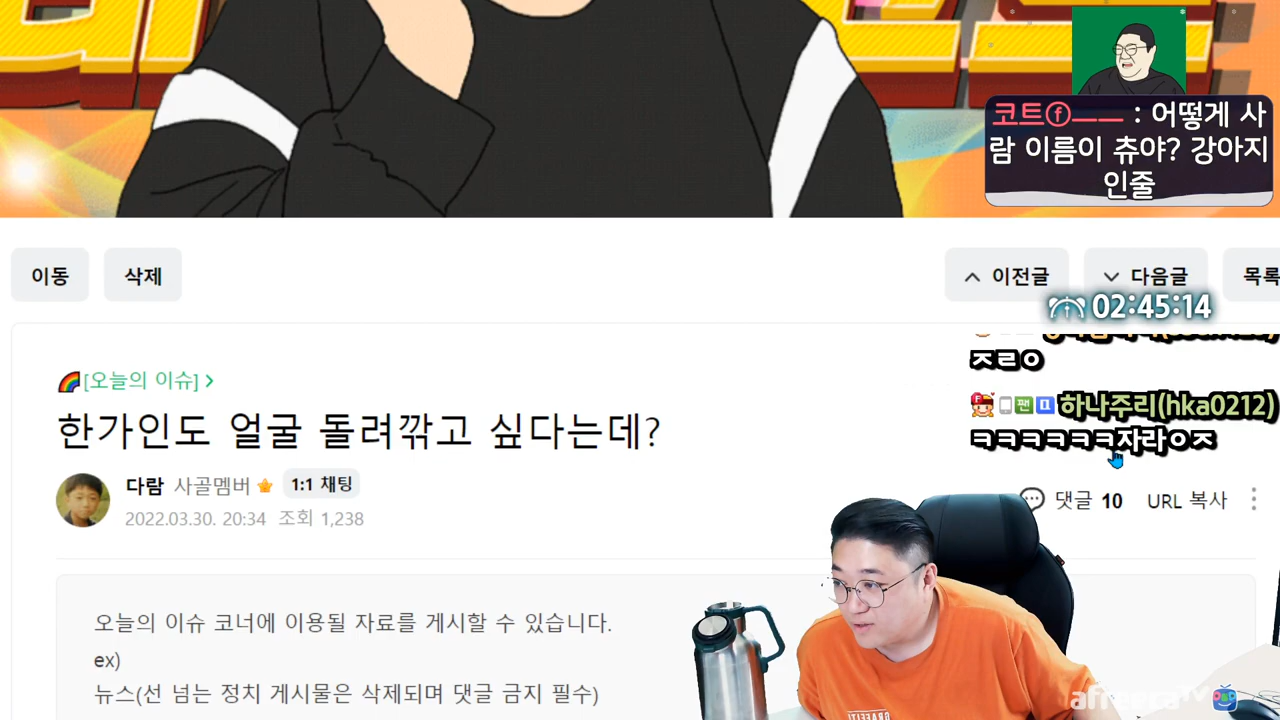 코트ⓕㅡㅡ : 어떻게 사
람 이름이 츄야? 강아지
인줄
이동
삭제
이전글
다음글
목록
02:45:14
[오늘의 이슈] >
ㅈㄹㅇ
한가인도 얼굴 돌려깎고 싶다는데?
팬
하나주리(hka0212)
ㅋㅋㅋㅋㅋㅋ자라ㅇㅈ
다람 사골멤버 1:1 채팅
2022.03.30. 20:34 조회 1,238
댓글 10 URL 복사
오늘의 이슈 코너에 이용될 자료를 게시할 수 있습니다.
ex)
뉴스(선 넘는 정치 게시물은 삭제되며 댓글 금지 필수)
afreecaTV